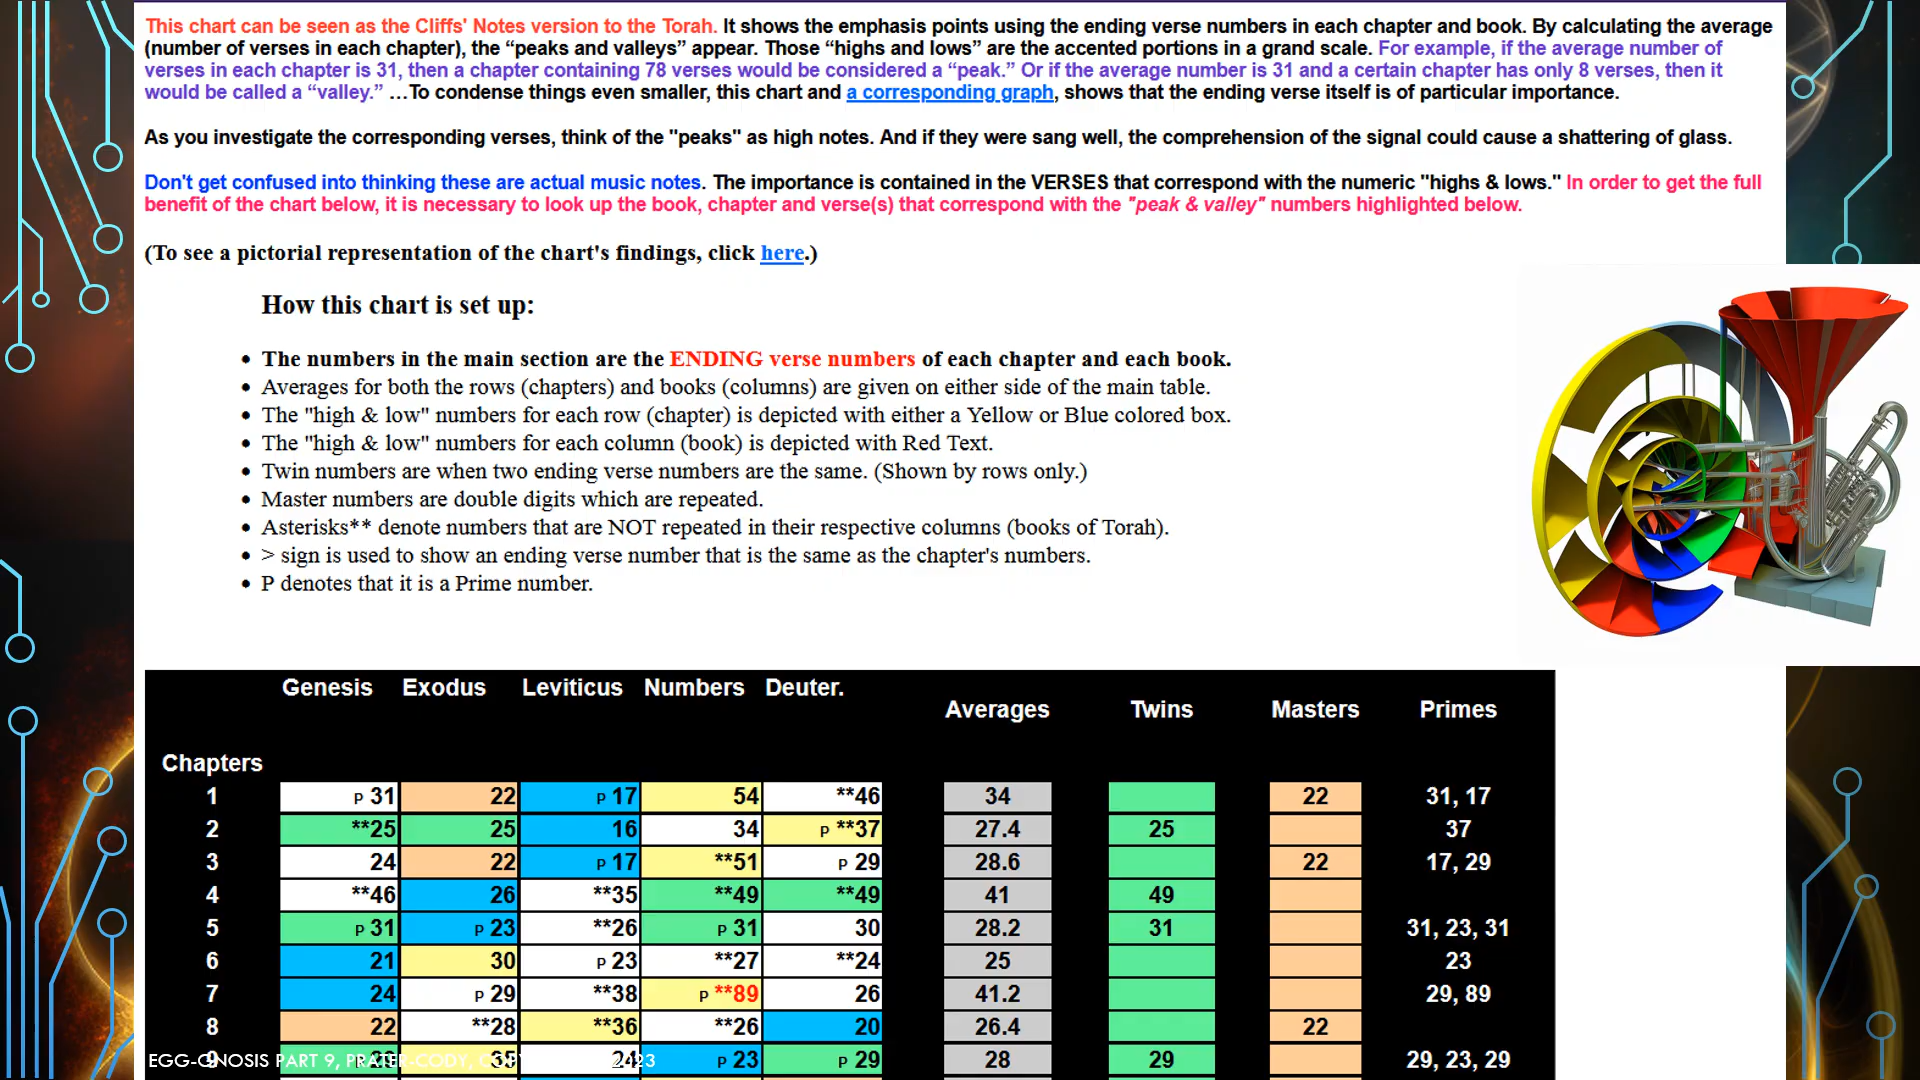 This chart can be seen as the Cliffs' Notes version to the Torah. It shows the emphasis points using the ending verse numbers in each chapter and book. By calculating the average
(number of verses in each chapter), the “peaks and valleys” appear. Those “highs and lows” are the accented portions in a grand scale. For example, if the average number of
verses in each chapter is 31, then a chapter containing 78 verses would be considered a “peak.” Or if the average number is 31 and a certain chapter has only 8 verses, then it
would be called a “valley.” …To condense things even smaller, this chart and a corresponding graph, shows that the ending verse itself is of particular importance.
As you investigate the corresponding verses, think of the "peaks" as high notes. And if they were sang well, the comprehension of the signal could cause a shattering of glass.
Don't get confused into thinking these are actual music notes. The importance is contained in the VERSES that correspond with the numeric "highs & lows." In order to get the full
benefit of the chart below, it is necessary to look up the book, chapter and verse(s) that correspond with the "peak & valley" numbers highlighted below.
(To see a pictorial representation of the chart's findings, click here.)
How this chart is set up:
• The numbers in the main section are the ENDING verse numbers of each chapter and each book.
• Averages for both the rows (chapters) and books (columns) are given on either side of the main table.
• The "high & low" numbers for each row (chapter) is depicted with either a Yellow or Blue colored box.
• The "high & low" numbers for each column (book) is depicted with Red Text.
• Twin numbers are when two ending verse numbers are the same. (Shown by rows only.)
• Master numbers are double digits which are repeated.
• Asterisks** denote numbers that are NOT repeated in their respective columns (books of Torah).
• > sign is used to show an ending verse number that is the same as the chapter's numbers.
• P denotes that it is a Prime number.
Genesis Exodus Leviticus Numbers Deuter.
Averages Twins Masters Primes
Chapters
1 P 31 22 P 17 54 **46 34 22 31, 17
2 **25 25 16 34 P **37 27.4 25 37
3 24 22 P 17 **51 P 29 28.6 22 17, 29
4 **46 26 **35 **49 **49 41 49
5 P 31 P 23 **26 P 31 30 28.2 31 31, 23, 31
6 21 30 P 23 **27 **24 25 23
7 24 P 29 **38 P **89 26 41.2 29, 89
8 22 **28 **36 **26 20 26.4 22
9 P 23 P 29 28 29 29, 23, 29
EGG-GNOSIS PART 9, PRATER-CODY, 2023